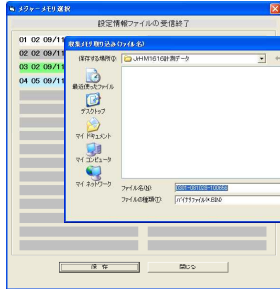 メジャーメモリ選択
設定情報ファイルの受信終了
01 02 09/11
02 02 09/11
03 02 09/11
04 05 09/11
収集メモリ取り込み(ファイル名)
保存する場所(I):
JHM1616計測データ
最近使ったファイル
デスクトップ
マイ ドキュメント
マイ コンピュータ
マイ ネットワーク
ファイル名(N):
ファイルの種類(T):
バイナリファイル(*.BIN)
保 存
閉じる